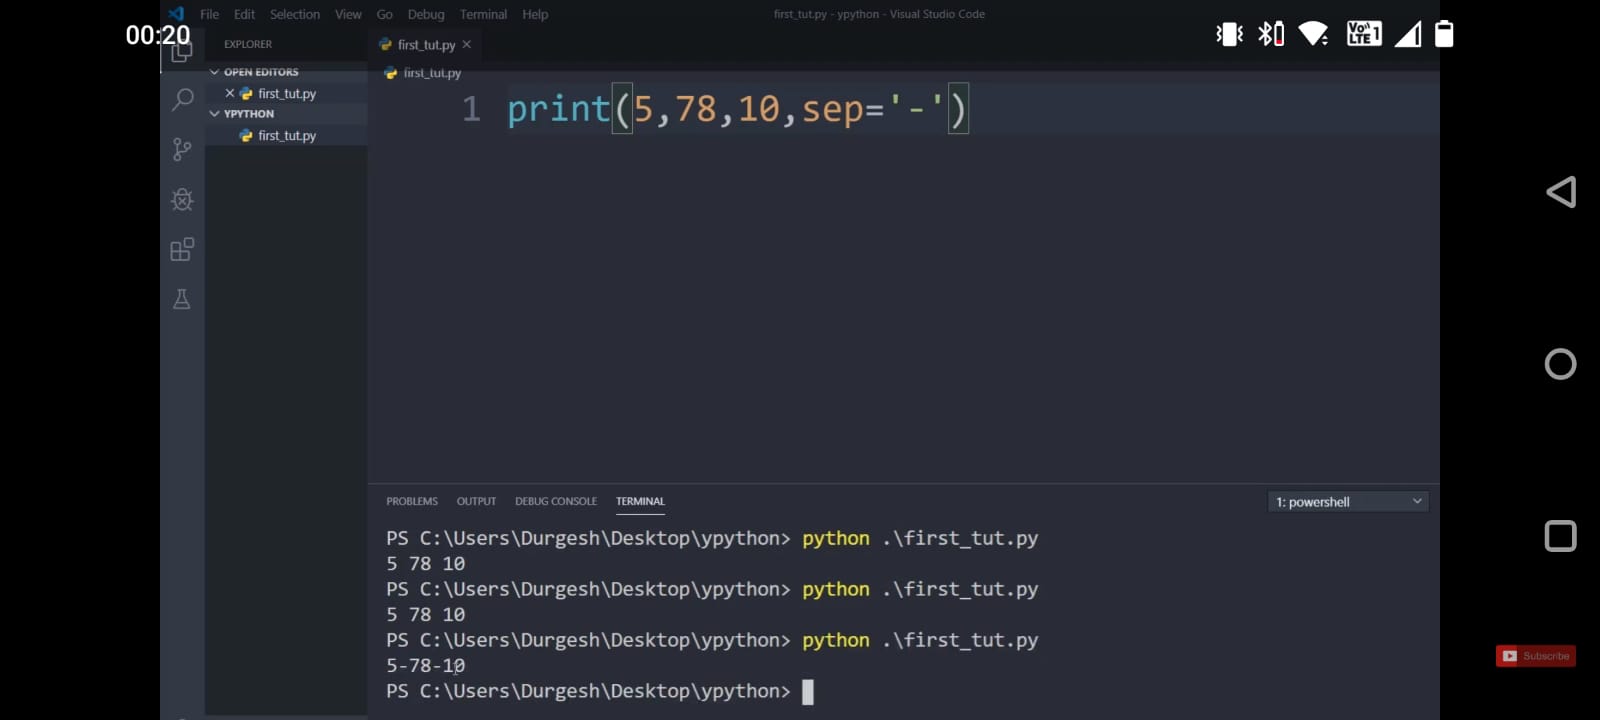 00:20
File Edit Selection View Go Debug Terminal Help
first_tut.py - ypython - Visual Studio Code
VoLTE 1
EXPLORER
first_tut.py
OPEN EDITORS
first_tut.py
first_tut.py
YPYTHON
first_tut.py
1 print(5,78,10,sep='-')
PROBLEMS OUTPUT DEBUG CONSOLE TERMINAL
1: powershell
PS C:\Users\Durgesh\Desktop\ypython> python .\first_tut.py
5 78 10
PS C:\Users\Durgesh\Desktop\ypython> python .\first_tut.py
5 78 10
PS C:\Users\Durgesh\Desktop\ypython> python .\first_tut.py
5-78-10
PS C:\Users\Durgesh\Desktop\ypython>
Subscribe